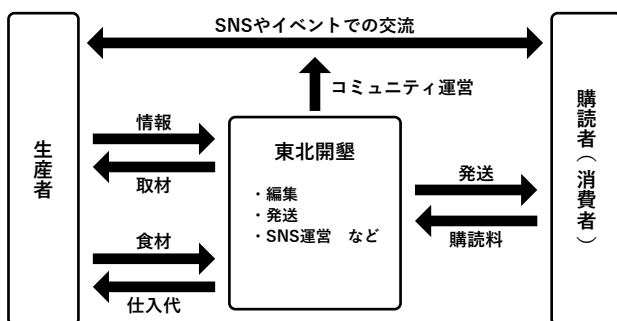 SNSやイベントでの交流
コミュニティ運営
生産者
情報
取材
食材
仕入代
東北開墾
・編集
・発送
・SNS運営 など
発送
購読料
購読者（消費者）